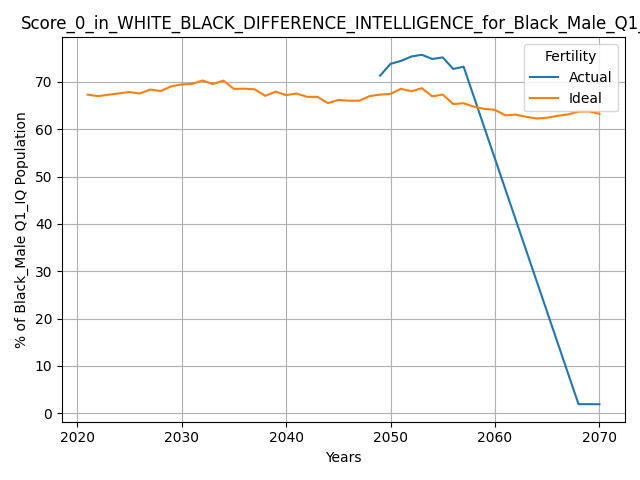 Score_0_in_WHITE_BLACK_DIFFERENCE_INTELLIGENCE_for_Black_Male_Q1_
Fertility
Actual
Ideal
% of Black_Male Q1_IQ Population
70
60
50
40
30
20
10
0
2020 2030 2040 2050 2060 2070
Years